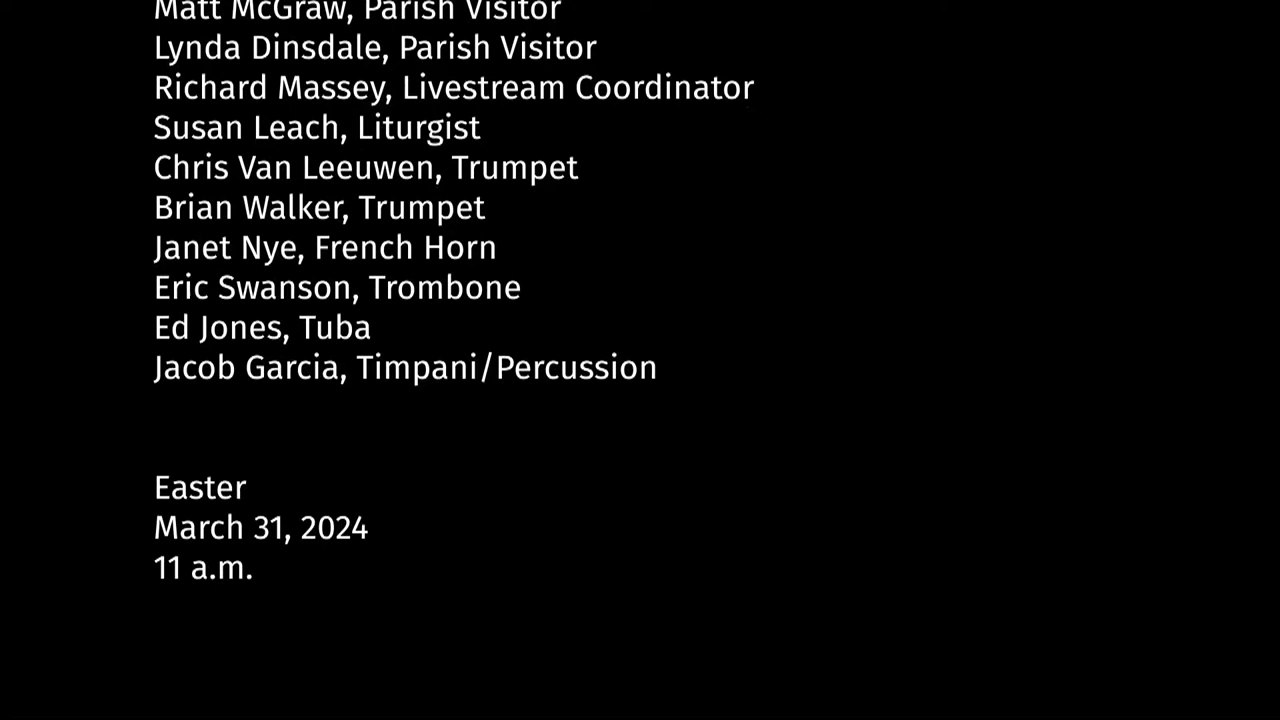 Matt McGraw, Parish Visitor
Lynda Dinsdale, Parish Visitor
Richard Massey, Livestream Coordinator
Susan Leach, Liturgist
Chris Van Leeuwen, Trumpet
Brian Walker, Trumpet
Janet Nye, French Horn
Eric Swanson, Trombone
Ed Jones, Tuba
Jacob Garcia, Timpani/Percussion
Easter
March 31, 2024
11 a.m.